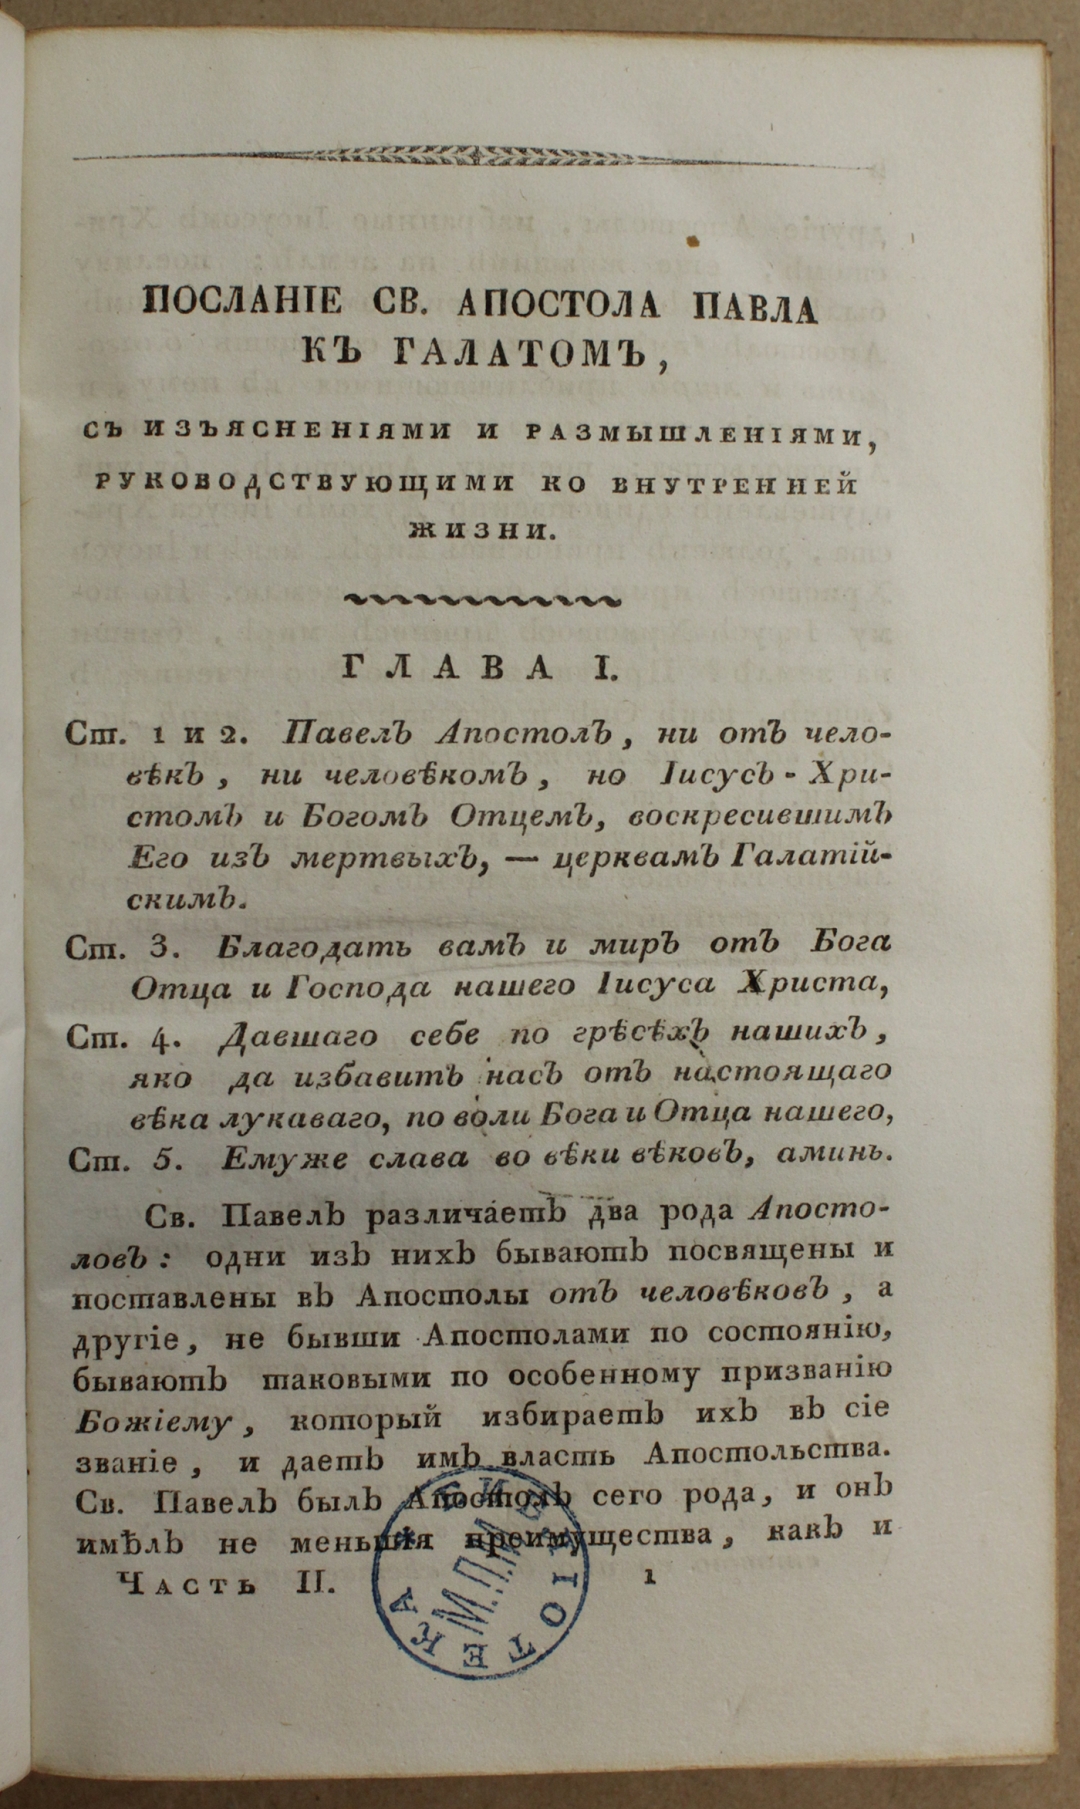 ПОСЛАНІЕ СВ. АПОСТОЛА ПАВЛА
КЪ ГАЛАТОМЪ,
СЪ ИЗЪЯСНЕНІЯМИ И РАЗМЫШЛЕНІЯМИ,
РУКОВОДСТВУЮЩИМИ КО ВНУТРЕННЕЙ
ЖИЗНИ.
ГЛАВА I.
Ст. 1 и 2. Павелъ Апостолъ, ни отъ чело-
вѣкъ, ни человѣкомъ, но Іисусъ-Хри-
стомъ и Богомъ Отцемъ, воскресившимъ
Его изъ мертвыхъ, — церквамъ Галатій-
скимъ.
Ст. 3. Благодать вамъ и миръ отъ Бога
Отца и Господа нашего Іисуса Христа,
Ст. 4. Давшаго себе по грѣсѣхъ нашихъ,
яко да избавитъ насъ отъ настоящаго
вѣка лукаваго, по воли Бога и Отца нашего,
Ст. 5. Емуже слава во вѣки вѣковъ, аминь.
Св. Павелъ различаетъ два рода Апосто-
ловъ: одни изъ нихъ бываютъ посвящены и
поставлены въ Апостолы отъ человѣковъ, а
другіе, не бывши Апостолами по состоянію,
бываютъ таковыми по особенному призванію
Божіему, который избираетъ ихъ въ сіе
званіе, и даетъ имъ власть Апостольства.
Св. Павелъ былъ Апостолъ сего рода, и онъ
имѣлъ не меньшія преимущества, какъ и
Часть II. 1
БИБЛІОТЕКА
М.П.М.